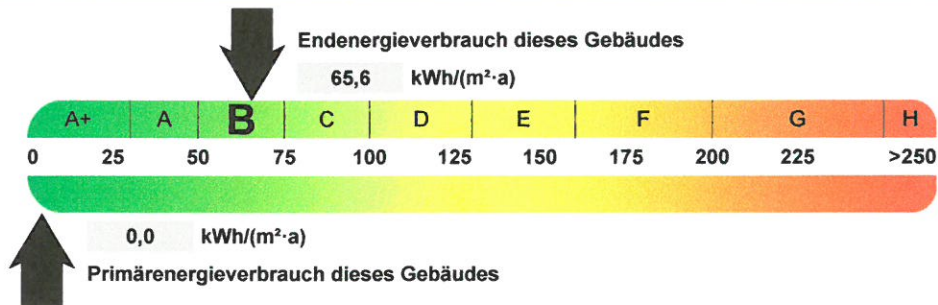 Endenergieverbrauch dieses Gebäudes
65,6 kWh/(m²·a)
A+ A B C D E F G H
0 25 50 75 100 125 150 175 200 225 >250
0,0 kWh/(m²·a)
Primärenergieverbrauch dieses Gebäudes